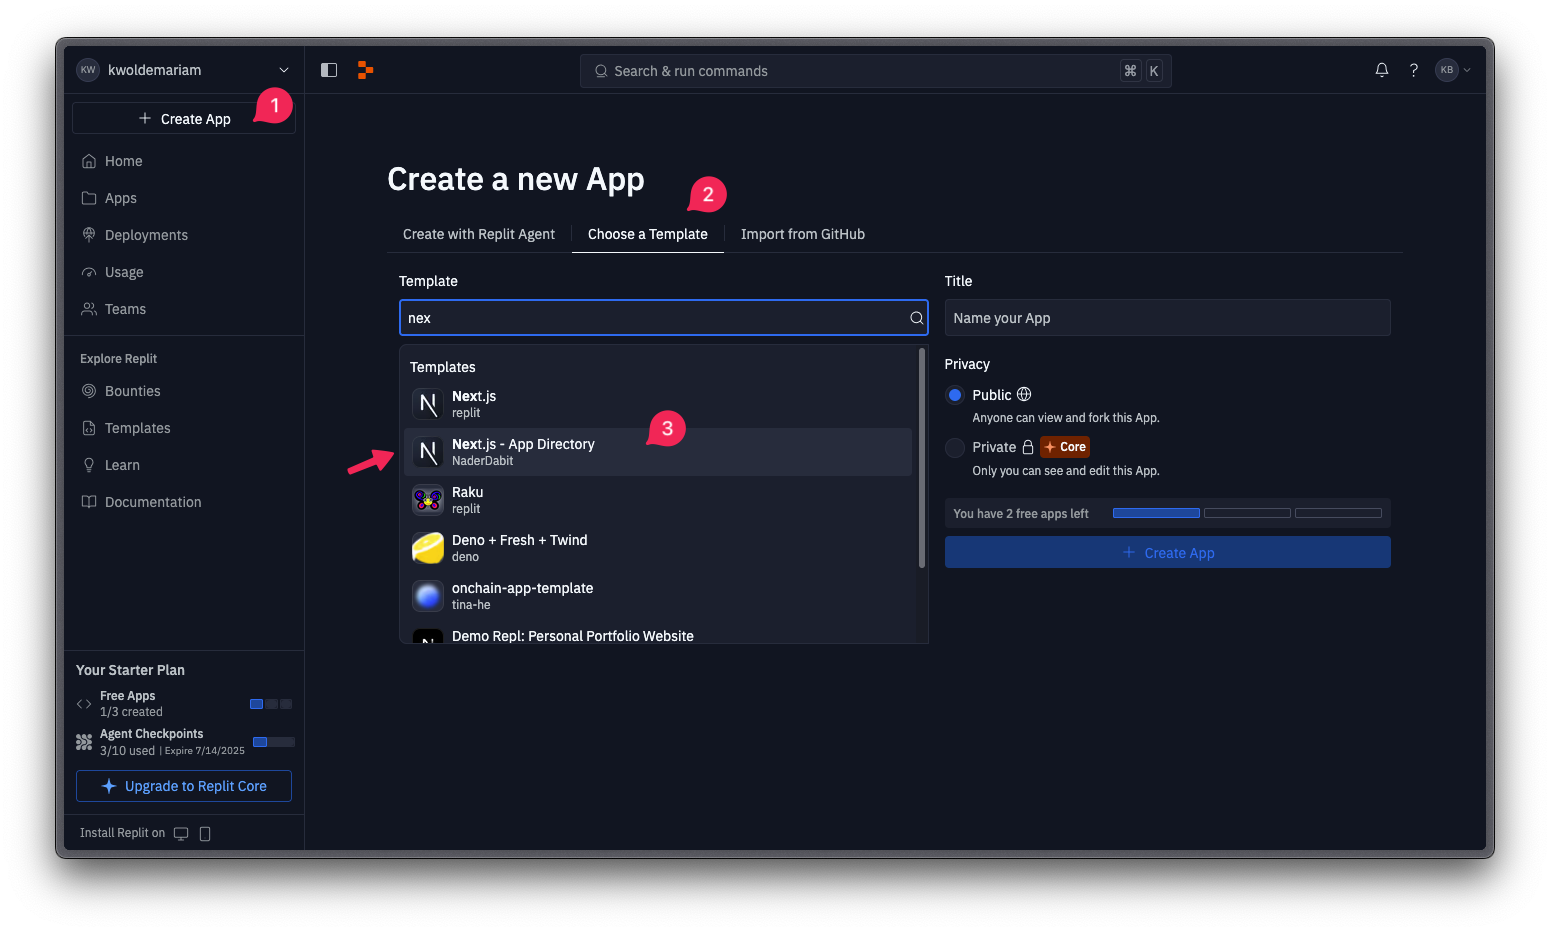 KW kwoldemariam
Search & run commands ⌘ K
? KB
+ Create App
1
Home
Apps
Deployments
Usage
Teams
Explore Replit
Bounties
Templates
Learn
Documentation
Your Starter Plan
Free Apps
1/3 created
Agent Checkpoints
3/10 used | Expire 7/14/2025
Upgrade to Replit Core
Install Replit on
Create a new App
2
Create with Replit Agent
Choose a Template
Import from GitHub
Template
nex
Templates
Next.js
replit
Next.js - App Directory
NaderDabit
3
Raku
replit
Deno + Fresh + Twind
deno
onchain-app-template
tina-he
Demo Repl: Personal Portfolio Website
Title
Name your App
Privacy
Public
Anyone can view and fork this App.
Private Core
Only you can see and edit this App.
You have 2 free apps left
+ Create App